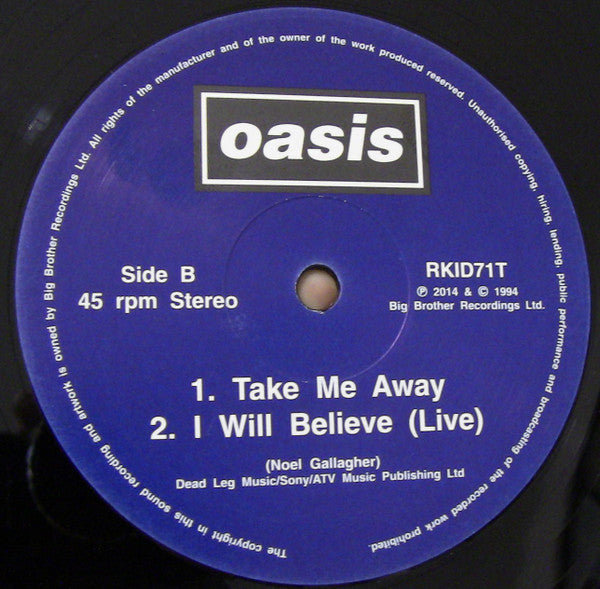 oasis
Side B
45 rpm Stereo
RKID71T
℗ 2014 & © 1994
Big Brother Recordings Ltd.
1. Take Me Away
2. I Will Believe (Live)
(Noel Gallagher)
Dead Leg Music/Sony/ATV Music Publishing Ltd
The copyright in this sound recording and artwork is owned by Big Brother Recordings Ltd. All rights of the manufacturer and of the owner of the work produced reserved. Unauthorised copying, hiring, lending, public performance and broadcasting of the recorded work prohibited.